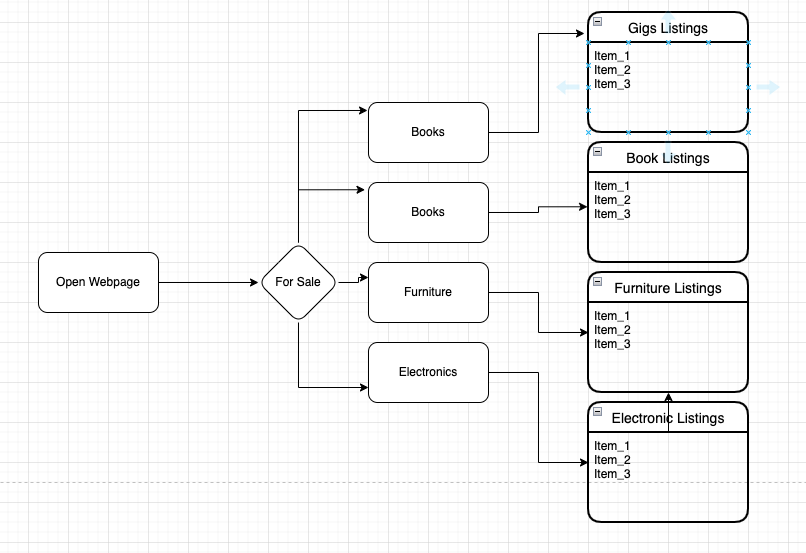 Gigs Listings
Item_1
Item_2
Item_3
Books
Book Listings
Item_1
Item_2
Item_3
Books
Open Webpage
For Sale
Furniture
Furniture Listings
Item_1
Item_2
Item_3
Electronics
Electronic Listings
Item_1
Item_2
Item_3